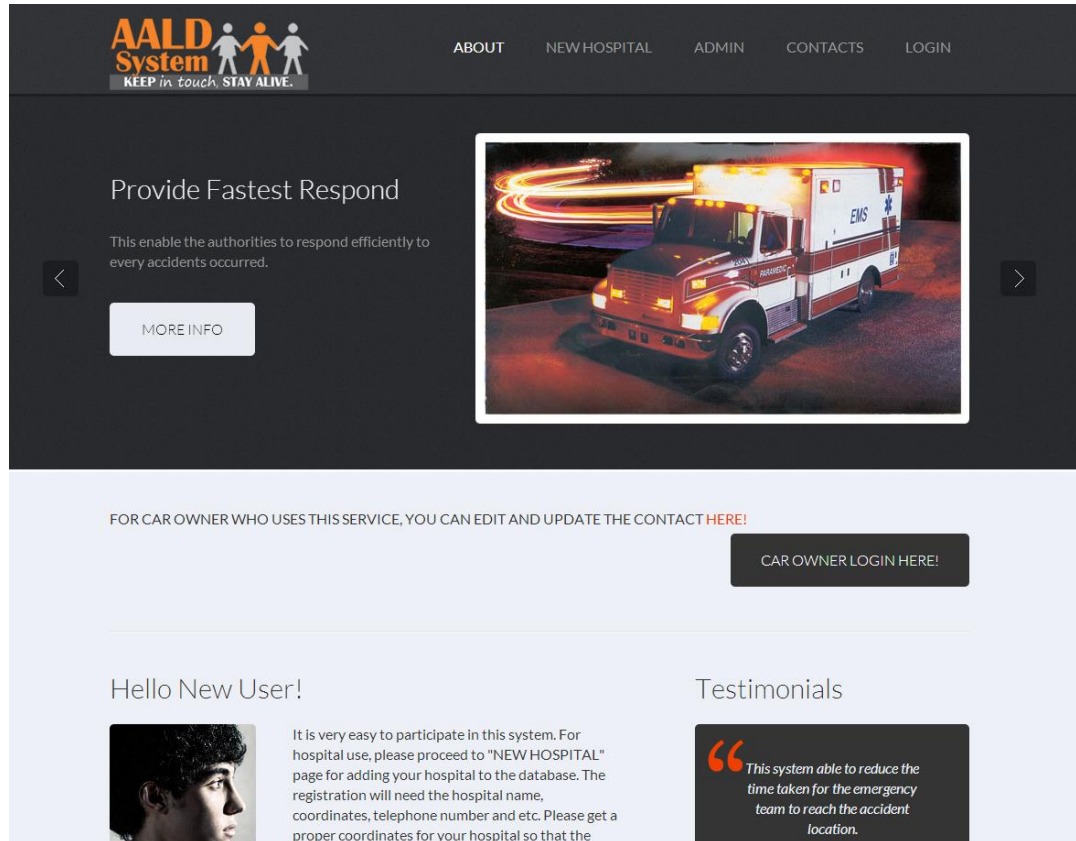 AALD
System
KEEP in touch, STAY ALIVE.
ABOUT NEW HOSPITAL ADMIN CONTACTS LOGIN
Provide Fastest Respond
This enable the authorities to respond efficiently to
every accidents occurred.
MORE INFO
EMS
PARAMEDIC
FOR CAR OWNER WHO USES THIS SERVICE, YOU CAN EDIT AND UPDATE THE CONTACT HERE!
CAR OWNER LOGIN HERE!
Hello New User!
It is very easy to participate in this system. For
hospital use, please proceed to "NEW HOSPITAL"
page for adding your hospital to the database. The
registration will need the hospital name,
coordinates, telephone number and etc. Please get a
proper coordinates for your hospital so that the
Testimonials
This system able to reduce the
time taken for the emergency
team to reach the accident
location.